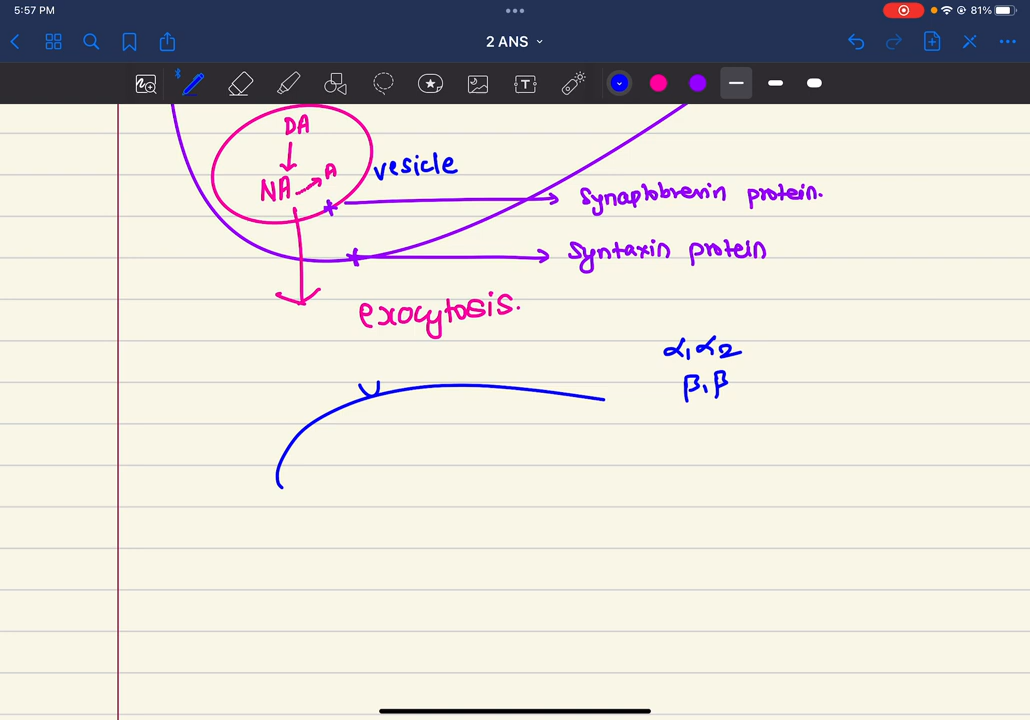 5:57 PM
81%
2 ANS
T
DA
NA A
vesicle
Synaptobrevin protein.
Syntaxin protein
exocytosis.
α₁ α₂
β₁ β